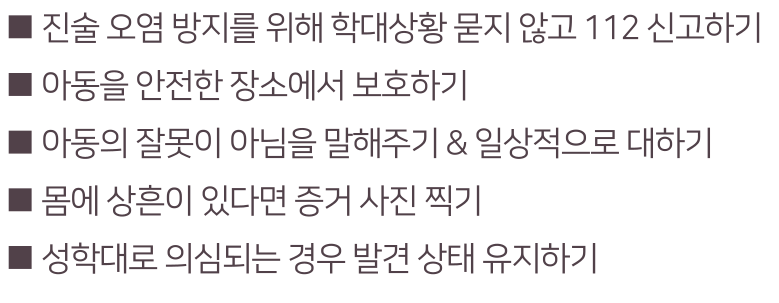 ■ 진술 오염 방지를 위해 학대상황 묻지 않고 112 신고하기
■ 아동을 안전한 장소에서 보호하기
■ 아동의 잘못이 아님을 말해주기 & 일상적으로 대하기
■ 몸에 상흔이 있다면 증거 사진 찍기
■ 성학대로 의심되는 경우 발견 상태 유지하기